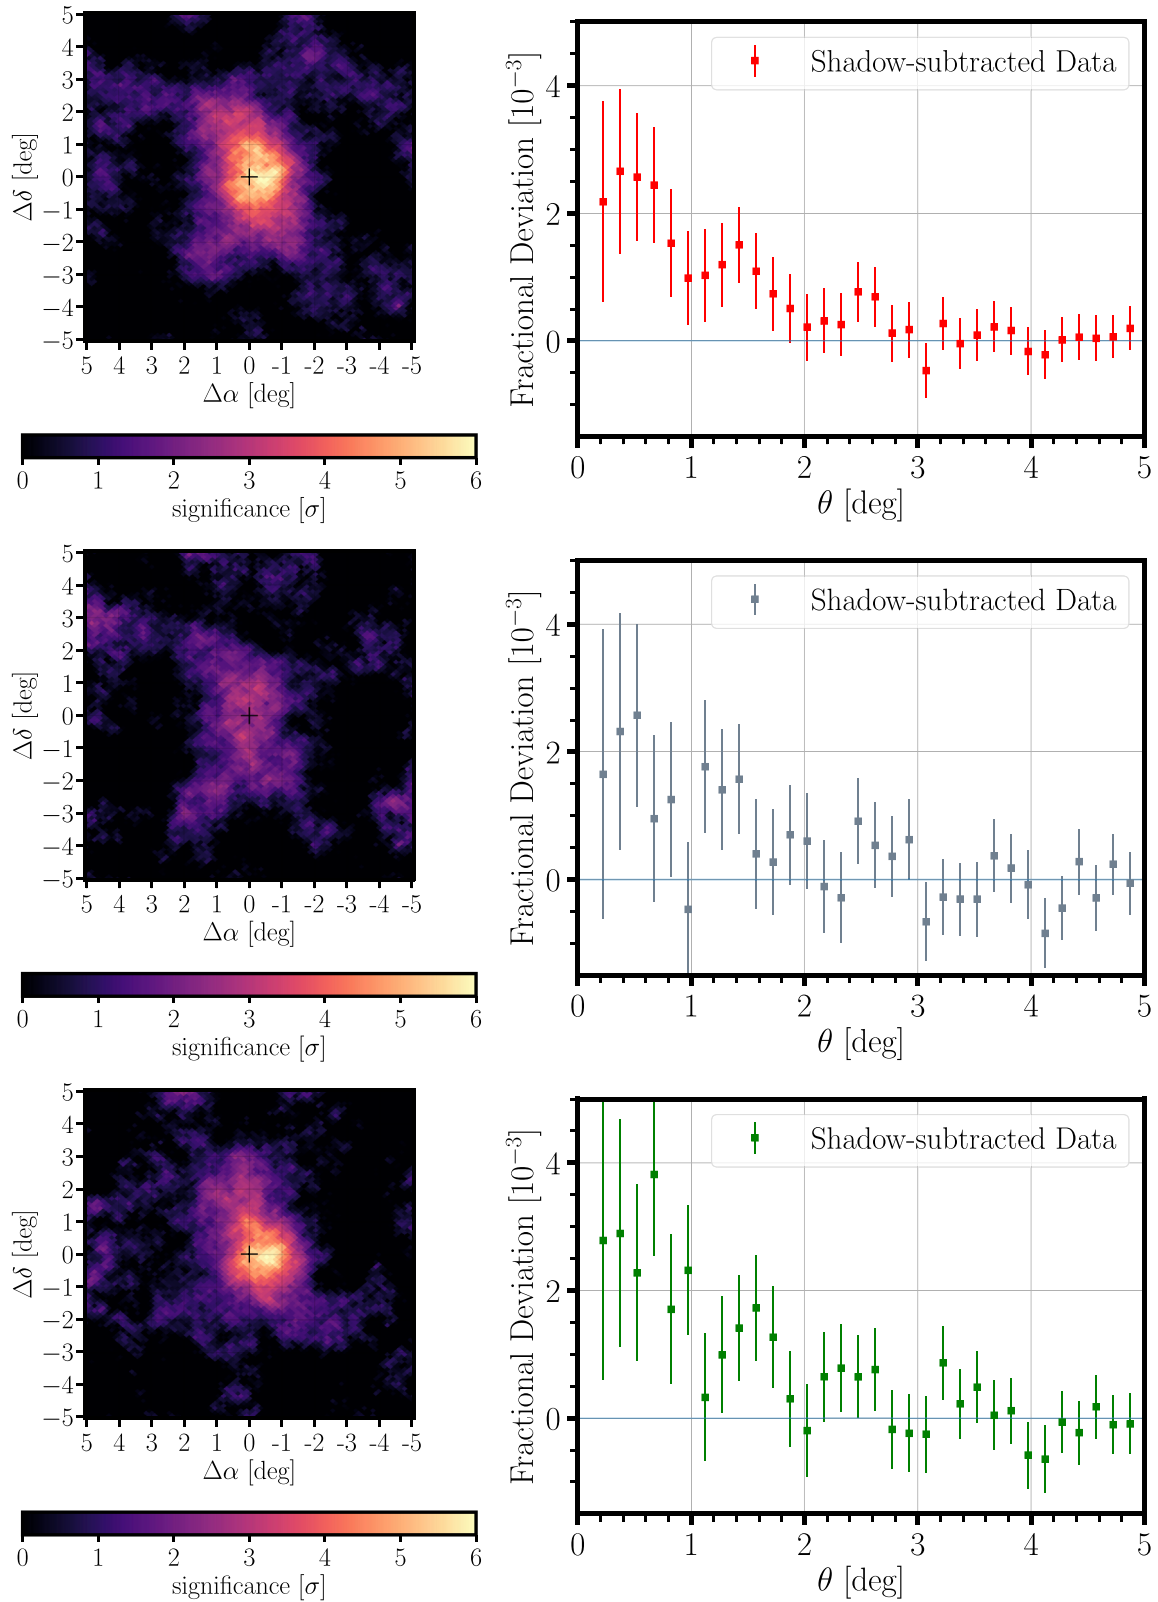 5
4
3
2
1
0
−1
−2
−3
−4
−5
Δδ [deg]
5 4 3 2 1 0 -1 -2 -3 -4 -5
Δα [deg]
0 1 2 3 4 5 6
significance [σ]
Shadow-subtracted Data
4
2
0
Fractional Deviation [10⁻³]
0 1 2 3 4 5
θ [deg]
5
4
3
2
1
0
−1
−2
−3
−4
−5
Δδ [deg]
5 4 3 2 1 0 -1 -2 -3 -4 -5
Δα [deg]
0 1 2 3 4 5 6
significance [σ]
Shadow-subtracted Data
4
2
0
Fractional Deviation [10⁻³]
0 1 2 3 4 5
θ [deg]
5
4
3
2
1
0
−1
−2
−3
−4
−5
Δδ [deg]
5 4 3 2 1 0 -1 -2 -3 -4 -5
Δα [deg]
0 1 2 3 4 5 6
significance [σ]
Shadow-subtracted Data
4
2
0
Fractional Deviation [10⁻³]
0 1 2 3 4 5
θ [deg]